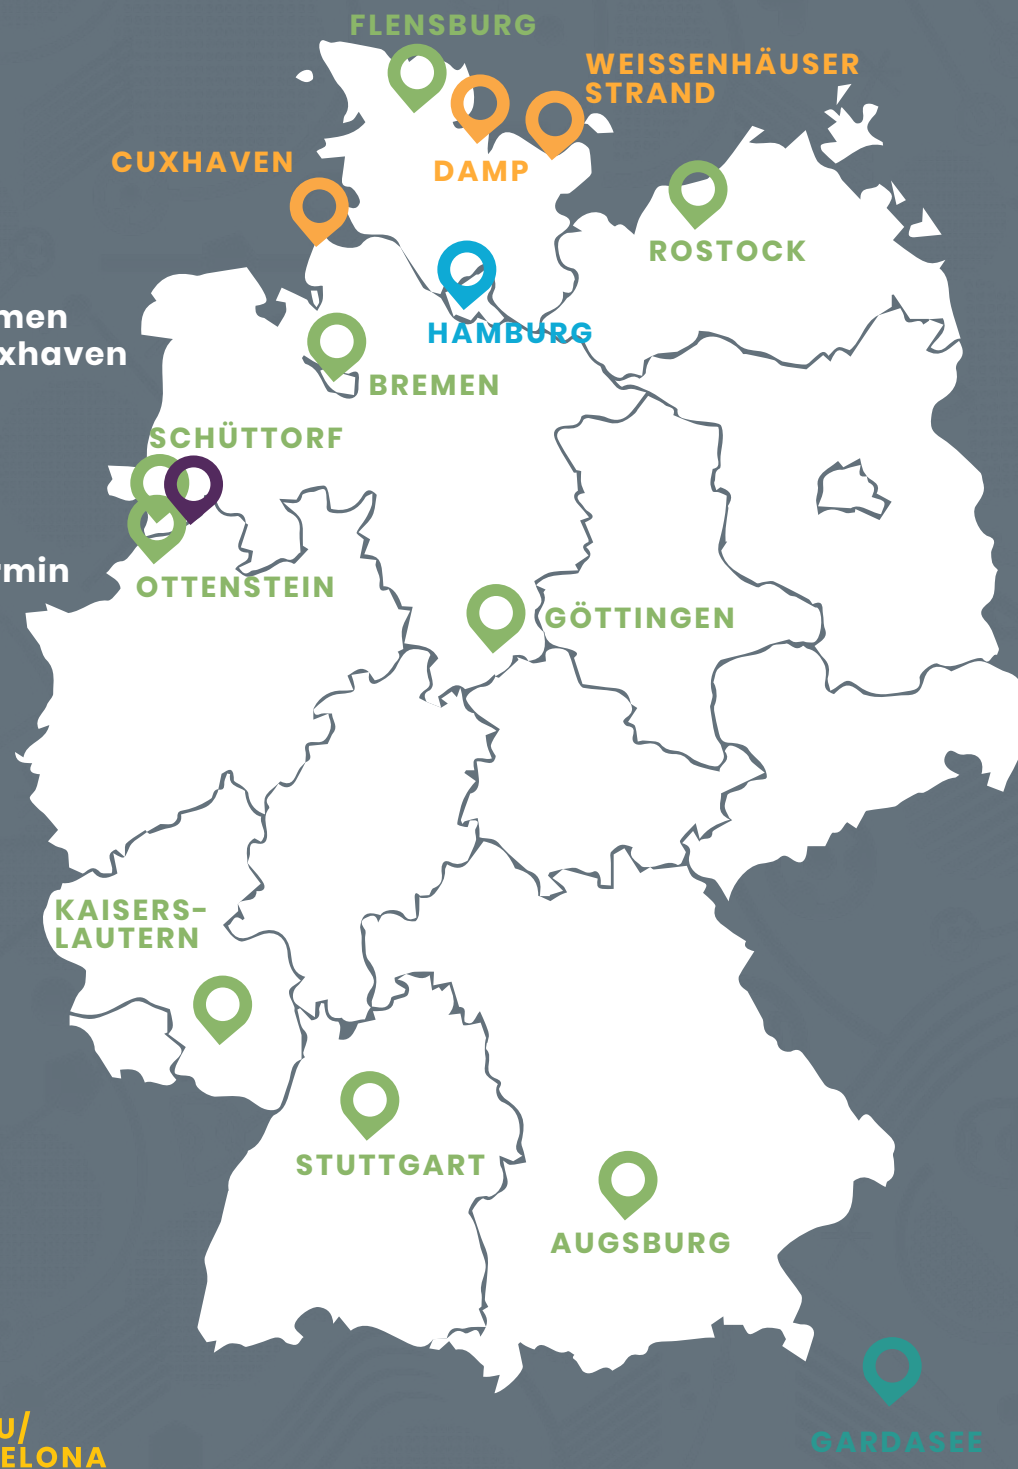 FLENSBURG
WEISSENHÄUSER
STRAND
CUXHAVEN
DAMP
ROSTOCK
men
xhaven
HAMBURG
BREMEN
SCHÜTTORF
rmin
OTTENSTEIN
GÖTTINGEN
KAISERS-
LAUTERN
STUTTGART
AUGSBURG
U/
ELONA
GARDASEE